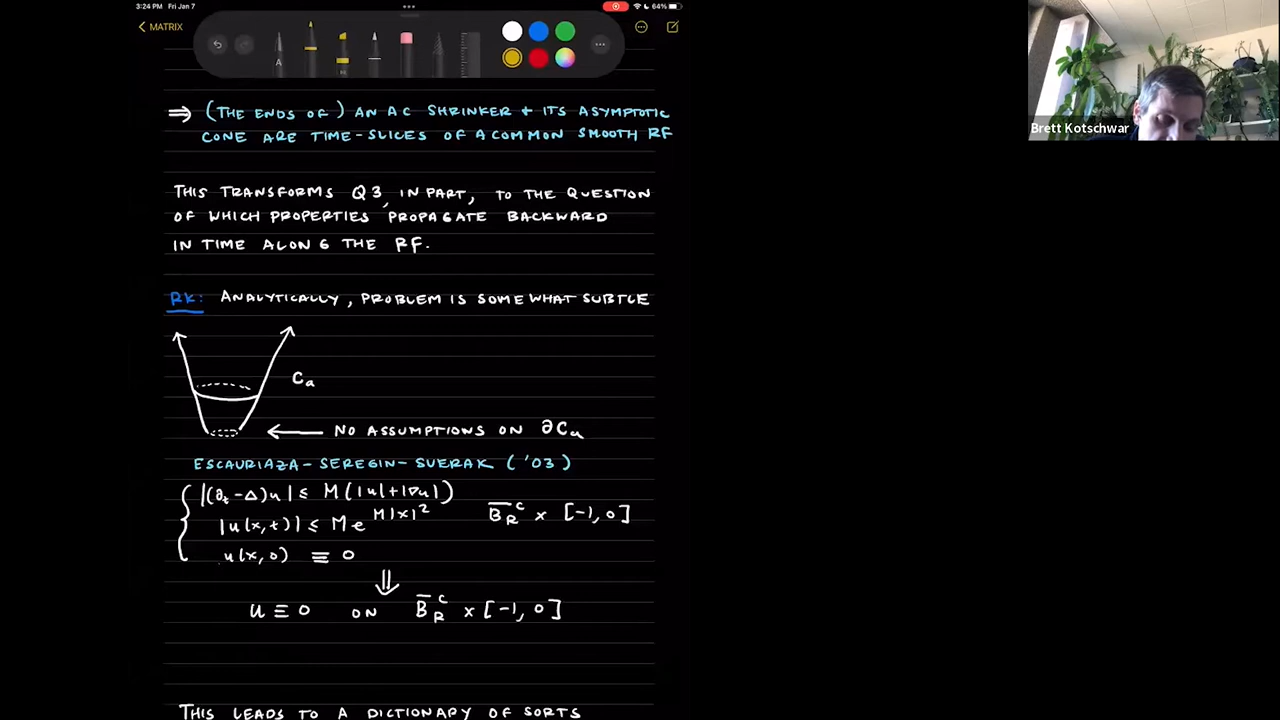 3:24 PM Fri Jan 7
64%
MATRIX
A
Brett Kotschwar
⇒ (THE ENDS OF) AN AC SHRINKER + ITS ASYMPTOTIC
CONE ARE TIME-SLICES OF A COMMON SMOOTH RF
THIS TRANSFORMS Q3, IN PART, TO THE QUESTION
OF WHICH PROPERTIES PROPAGATE BACKWARD
IN TIME ALONG THE RF.
RK: ANALYTICALLY, PROBLEM IS SOMEWHAT SUBTLE
Ca
← NO ASSUMPTIONS ON ∂Ca
ESCAURIAZA-SEREGIN-SVERAK ('03)
|(∂t-Δ)u| ≤ M(|u|+|∇u|)
|u(x,t)| ≤ Me^{M|x|^2} B̅_R^c x [-1,0]
u(x,0) ≡ 0
⇓
u ≡ 0 ON B̅_R^c x [-1,0]
THIS LEADS TO A DICTIONARY OF SORTS